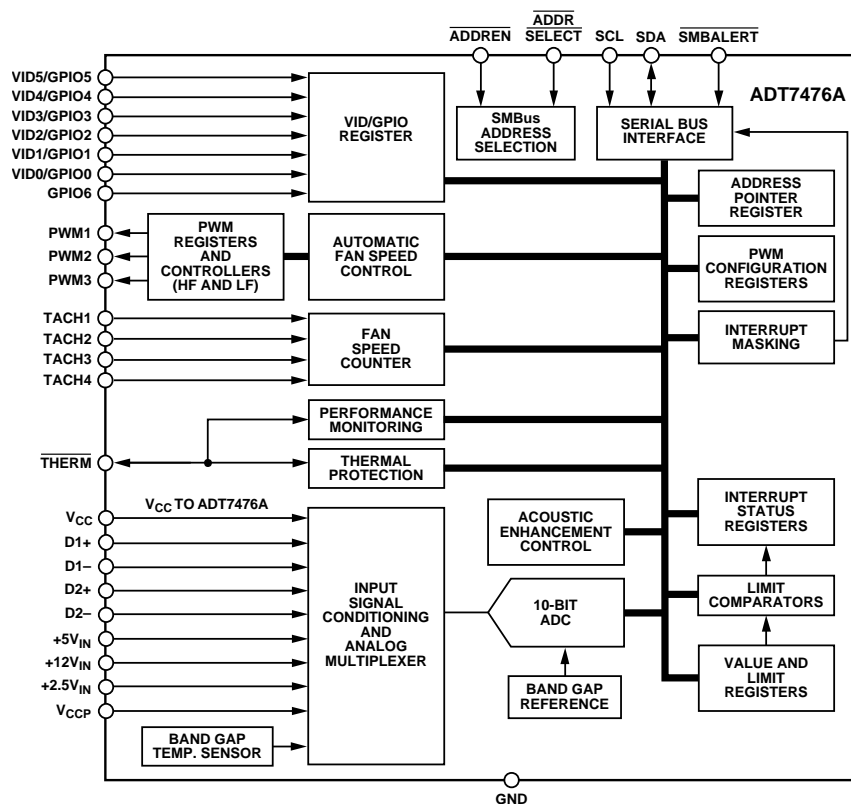 ADDREN
ADDR
SELECT
SCL
SDA
SMBALERT
ADT7476A
VID5/GPIO5
VID4/GPIO4
VID3/GPIO3
VID2/GPIO2
VID1/GPIO1
VID0/GPIO0
GPIO6
VID/GPIO
REGISTER
SMBus
ADDRESS
SELECTION
SERIAL BUS
INTERFACE
ADDRESS
POINTER
REGISTER
PWM1
PWM2
PWM3
PWM
REGISTERS
AND
CONTROLLERS
(HF AND LF)
AUTOMATIC
FAN SPEED
CONTROL
PWM
CONFIGURATION
REGISTERS
TACH1
TACH2
TACH3
TACH4
FAN
SPEED
COUNTER
INTERRUPT
MASKING
PERFORMANCE
MONITORING
THERM
THERMAL
PROTECTION
VCC TO ADT7476A
VCC
D1+
D1–
D2+
D2–
+5VIN
+12VIN
+2.5VIN
VCCP
INPUT
SIGNAL
CONDITIONING
AND
ANALOG
MULTIPLEXER
ACOUSTIC
ENHANCEMENT
CONTROL
INTERRUPT
STATUS
REGISTERS
10-BIT
ADC
LIMIT
COMPARATORS
BAND GAP
REFERENCE
VALUE AND
LIMIT
REGISTERS
BAND GAP
TEMP. SENSOR
GND